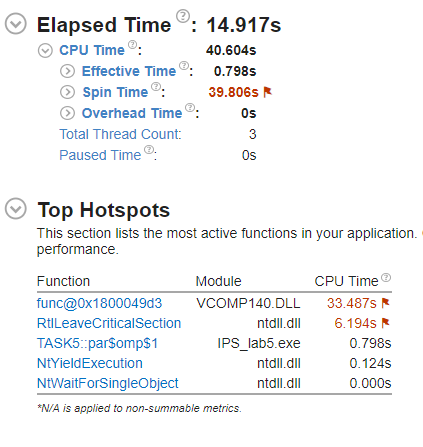 Elapsed Time ?: 14.917s
CPU Time ?: 40.604s
Effective Time ?: 0.798s
Spin Time ?: 39.806s
Overhead Time ?: 0s
Total Thread Count: 3
Paused Time ?: 0s
Top Hotspots
This section lists the most active functions in your application.
performance.
Function Module CPU Time ?
func@0x1800049d3 VCOMP140.DLL 33.487s
RtlLeaveCriticalSection ntdll.dll 6.194s
TASK5::par$omp$1 IPS_lab5.exe 0.798s
NtYieldExecution ntdll.dll 0.124s
NtWaitForSingleObject ntdll.dll 0.000s
*N/A is applied to non-summable metrics.